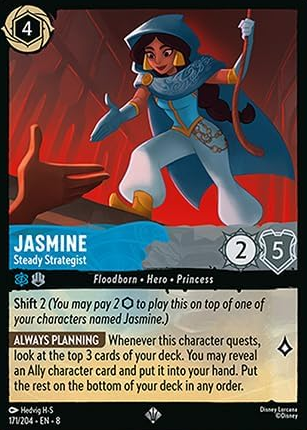 4
JASMINE
Steady Strategist
2
5
Floodborn • Hero • Princess
Shift 2 (You may pay 2 to play this on top of one of
your characters named Jasmine.)
ALWAYS PLANNING Whenever this character quests,
look at the top 3 cards of your deck. You may reveal
an Ally character card and put it into your hand. Put
the rest on the bottom of your deck in any order.
Hedvig H-S
171/204 • EN • 8
Disney Lorcana
©Disney